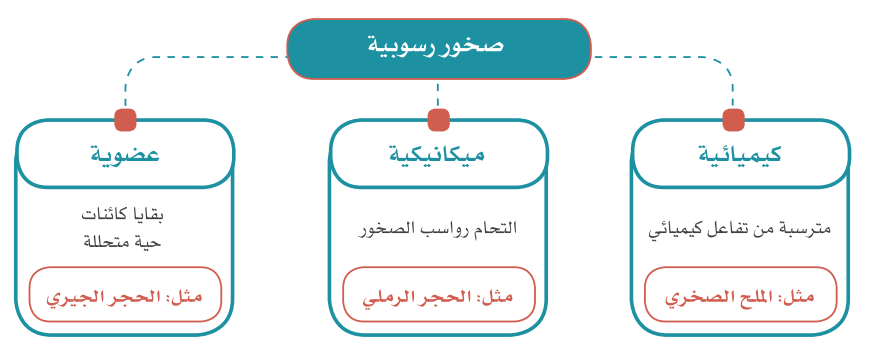 صخور رسوبية
كيميائية
مترسبة من تفاعل كيميائي
مثل: الملح الصخري
ميكانيكية
التحام رواسب الصخور
مثل: الحجر الرملي
عضوية
بقايا كائنات
حية متحللة
مثل: الحجر الجيري